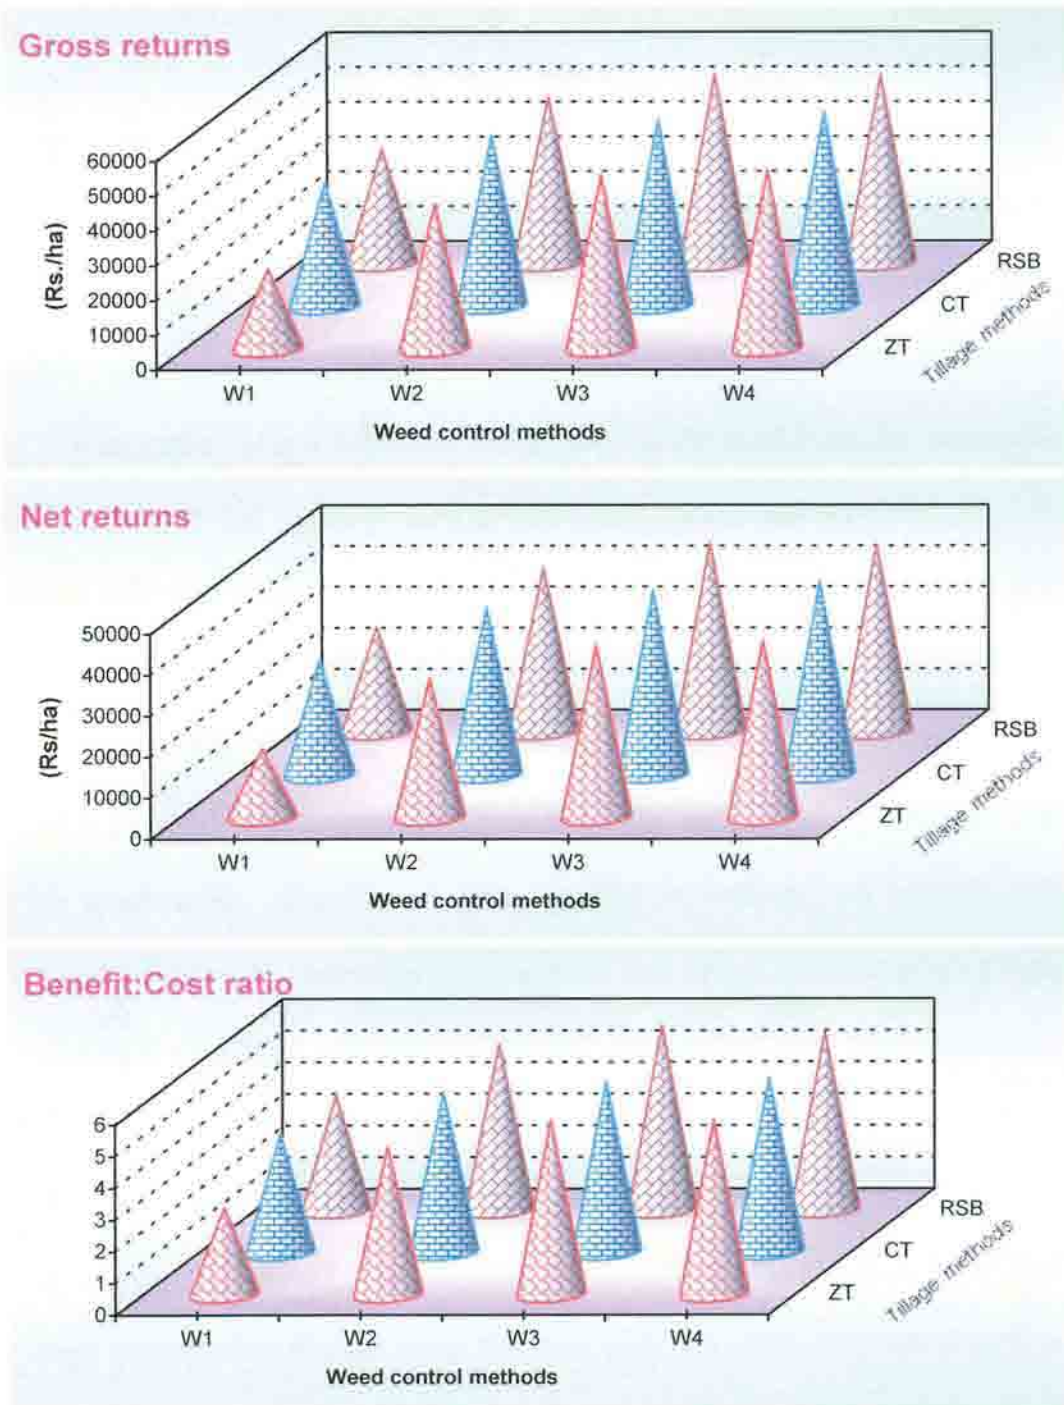 Gross returns
60000
50000
40000
30000
20000
10000
0
(Rs./ha)
W1
W2
W3
W4
Weed control methods
ZT
CT
RSB
Tillage methods
Net returns
50000
40000
30000
20000
10000
0
(Rs/ha)
W1
W2
W3
W4
Weed control methods
ZT
CT
RSB
Tillage methods
Benefit:Cost ratio
6
5
4
3
2
1
0
W1
W2
W3
W4
Weed control methods
ZT
CT
RSB
Tillage methods